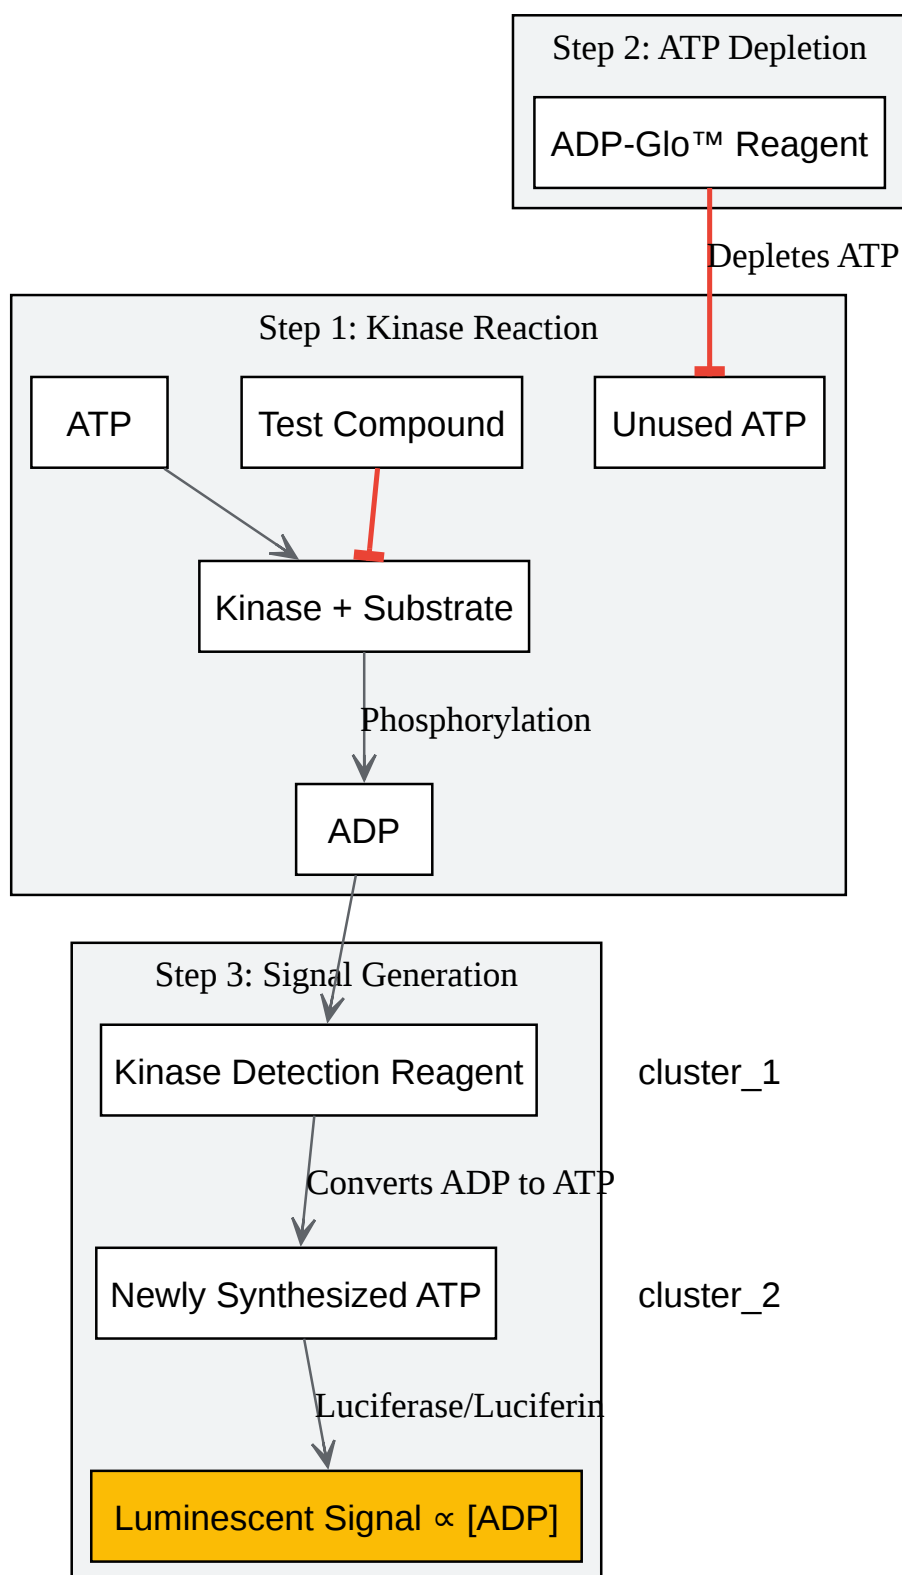 Step 2: ATP Depletion
ADP-Glo™ Reagent
Depletes ATP
Step 1: Kinase Reaction
ATP
Test Compound
Unused ATP
Kinase + Substrate
Phosphorylation
ADP
Step 3: Signal Generation
Kinase Detection Reagent
cluster_1
Converts ADP to ATP
Newly Synthesized ATP
cluster_2
Luciferase/Luciferin
Luminescent Signal ∝ [ADP]